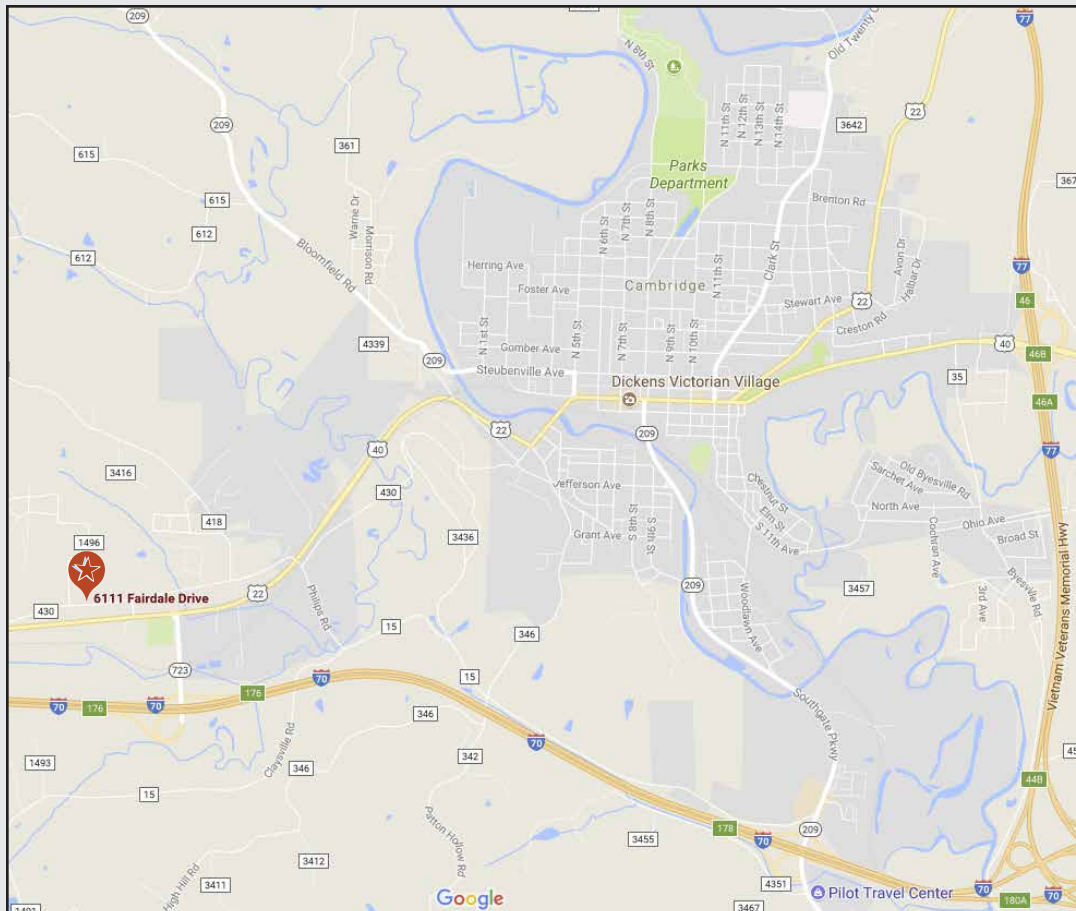 209
77
Old Twenty
N 8th St
22
209
361
3642
N 11th St
N 12th St
N 13th St
N 14th St
615
Parks
Department
367
615
Warne Dr
Morrison Rd
Brenton Rd
612
612
Bloomfield Rd
N 6th St
N 7th St
N 8th St
Clark St
Avon Dr
Halbar Dr
Herring Ave
77
Foster Ave
Cambridge
N 11th St
Stewart Ave
22
46
Creston Rd
4339
N 1st St
Gomber Ave
N 5th St
N 7th St
N 9th St
N 10th St
40
46B
209
Steubenville Ave
35
Dickens Victorian Village
46A
22
209
40
77
3416
430
Jefferson Ave
Chestnut St
Elm St
S 11th Ave
Sarchet Ave
Old Byesville Rd
North Ave
418
Grant Ave
S 8th St
S 9th St
Ohio Ave
Broad St
1496
3436
Cochran Ave
Byesville Rd
430
6111 Fairdale Drive
22
Philips Rd
209
Woodlawn Ave
3457
3rd Ave
15
346
Vietnam Veterans Memorial Hwy
723
70
15
176
70
176
70
Southgate Pkwy
346
70
1493
Claysville Rd
346
342
44B
15
Patton Hollow Rd
178
209
3455
70
3412
High Hill Rd
3411
4351
Pilot Travel Center
70
Google
3467
180A
70
1491